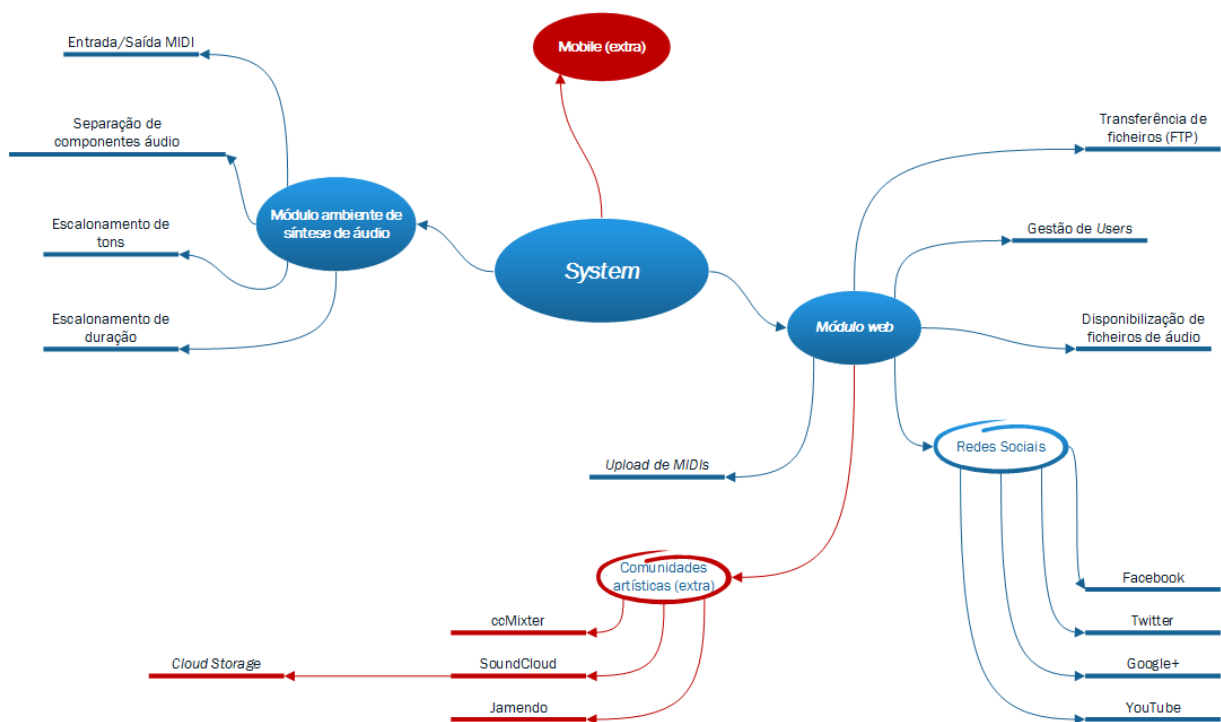 Mobile (extra)
Entrada/Saída MIDI
Separação de
componentes áudio
Escalonamento de
tons
Escalonamento de
duração
Módulo ambiente de
síntese de áudio
System
Módulo web
Transferência de
ficheiros (FTP)
Gestão de Users
Disponibilização de
ficheiros de áudio
Redes Sociais
Upload de MIDIs
Comunidades
artísticas (extra)
ccMixter
SoundCloud
Cloud Storage
Jamendo
Facebook
Twitter
Google+
YouTube